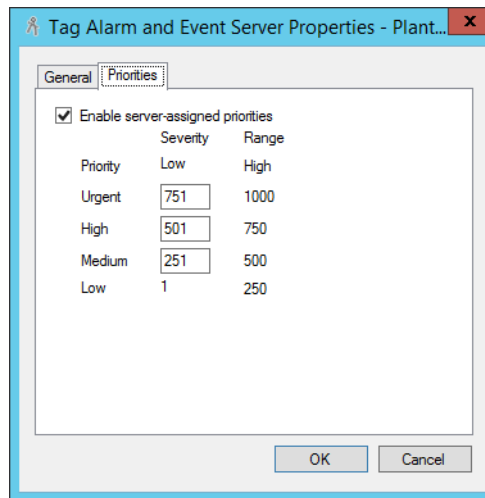 Tag Alarm and Event Server Properties - Plant... x
General Priorities
Enable server-assigned priorities
Severity Range
Priority Low High
Urgent 751 1000
High 501 750
Medium 251 500
Low 1 250
OK Cancel